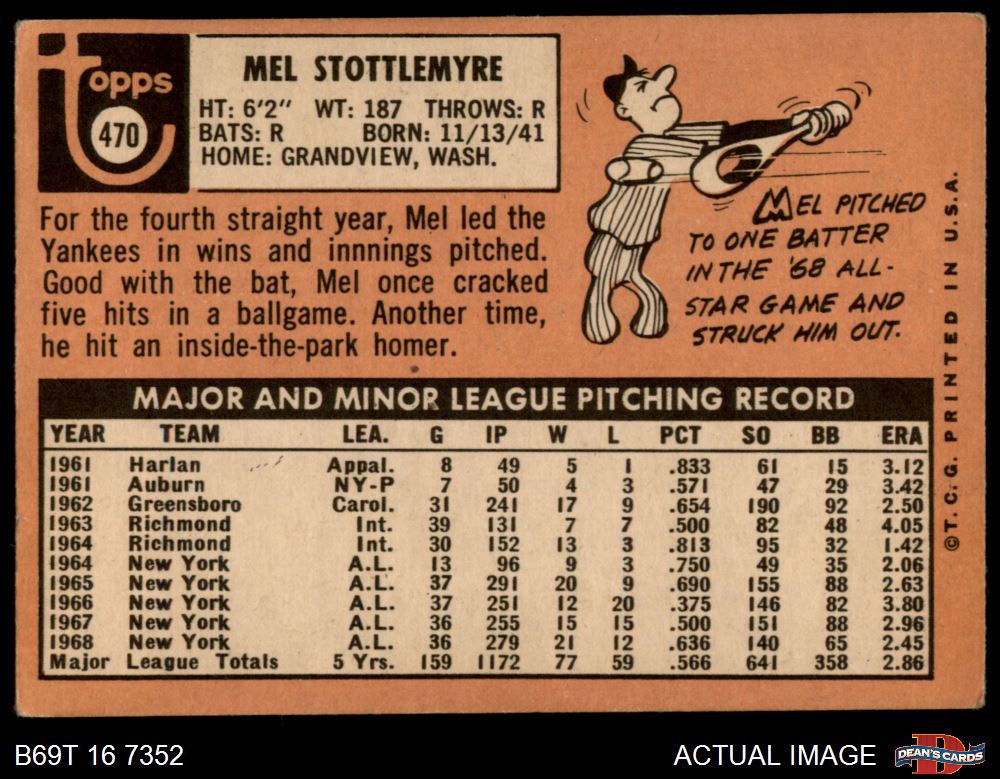 Topps
470
MEL STOTTLEMYRE
HT: 6'2" WT: 187 THROWS: R
BATS: R BORN: 11/13/41
HOME: GRANDVIEW, WASH.
For the fourth straight year, Mel led the
Yankees in wins and innnings pitched.
Good with the bat, Mel once cracked
five hits in a ballgame. Another time,
he hit an inside-the-park homer.
MEL PITCHED
TO ONE BATTER
IN THE '68 ALL-
STAR GAME AND
STRUCK HIM OUT.
©T.C.G. PRINTED IN U.S.A.
MAJOR AND MINOR LEAGUE PITCHING RECORD
YEAR TEAM LEA. G IP W L PCT SO BB ERA
1961 Harlan Appal. 8 49 5 1 .833 61 15 3.12
1961 Auburn NY-P 7 50 4 3 .571 47 29 3.42
1962 Greensboro Carol. 31 241 17 9 .654 190 92 2.50
1963 Richmond Int. 39 131 7 7 .500 82 48 4.05
1964 Richmond Int. 30 152 13 3 .813 95 32 1.42
1964 New York A.L. 13 96 9 3 .750 49 35 2.06
1965 New York A.L. 37 291 20 9 .690 155 88 2.63
1966 New York A.L. 37 251 12 20 .375 146 82 3.80
1967 New York A.L. 36 255 15 15 .500 151 88 2.96
1968 New York A.L. 36 279 21 12 .636 140 65 2.45
Major League Totals 5 Yrs. 159 1172 77 59 .566 641 358 2.86
B69T 16 7352
ACTUAL IMAGE
DEAN'S CARDS